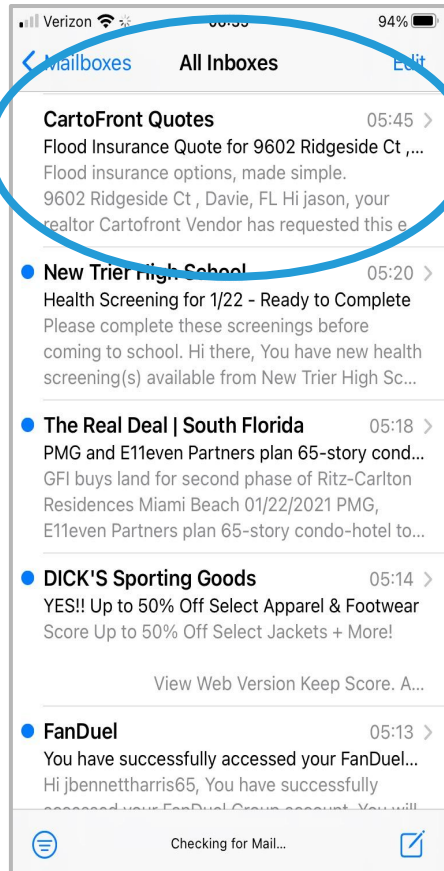 Verizon 94%
Mailboxes All Inboxes Edit
CartoFront Quotes 05:45
Flood Insurance Quote for 9602 Ridgeside Ct ,...
Flood insurance options, made simple.
9602 Ridgeside Ct , Davie, FL Hi jason, your
realtor Cartofront Vendor has requested this e
New Trier High School 05:20
Health Screening for 1/22 - Ready to Complete
Please complete these screenings before
coming to school. Hi there, You have new health
screening(s) available from New Trier High Sc...
The Real Deal | South Florida 05:18
PMG and E11even Partners plan 65-story cond...
GFI buys land for second phase of Ritz-Carlton
Residences Miami Beach 01/22/2021 PMG,
E11even Partners plan 65-story condo-hotel to...
DICK'S Sporting Goods 05:14
YES!! Up to 50% Off Select Apparel & Footwear
Score Up to 50% Off Select Jackets + More!
View Web Version Keep Score. A...
FanDuel 05:13
You have successfully accessed your FanDuel...
Hi jbennettharris65, You have successfully
accessed your FanDuel Group account. You will
Checking for Mail...